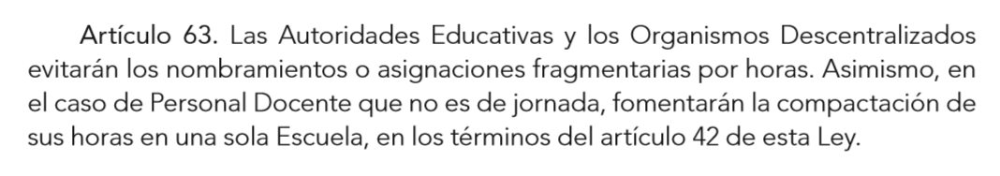 Artículo 63. Las Autoridades Educativas y los Organismos Descentralizados
evitarán los nombramientos o asignaciones fragmentarias por horas. Asimismo, en
el caso de Personal Docente que no es de jornada, fomentarán la compactación de
sus horas en una sola Escuela, en los términos del artículo 42 de esta Ley.